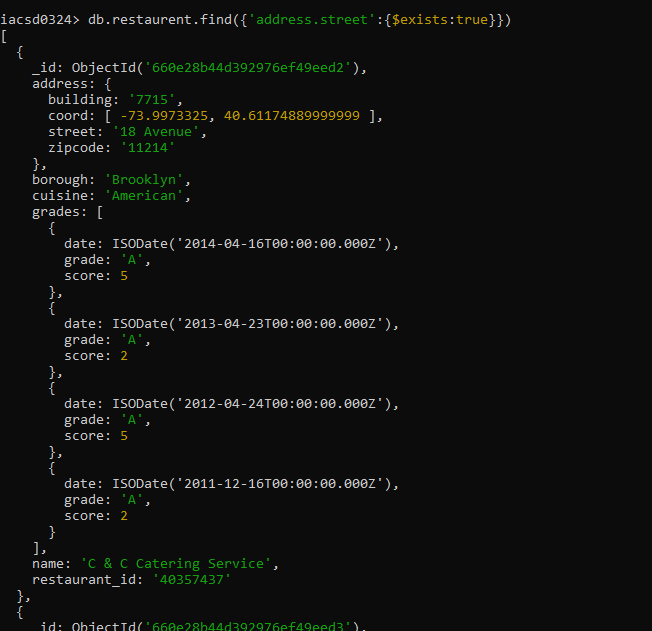 iacsd0324> db.restaurent.find({'address.street':{$exists:true}})
[
  {
    _id: ObjectId('660e28b44d392976ef49eed2'),
    address: {
      building: '7715',
      coord: [ -73.9973325, 40.61174889999999 ],
      street: '18 Avenue',
      zipcode: '11214'
    },
    borough: 'Brooklyn',
    cuisine: 'American',
    grades: [
      {
        date: ISODate('2014-04-16T00:00:00.000Z'),
        grade: 'A',
        score: 5
      },
      {
        date: ISODate('2013-04-23T00:00:00.000Z'),
        grade: 'A',
        score: 2
      },
      {
        date: ISODate('2012-04-24T00:00:00.000Z'),
        grade: 'A',
        score: 5
      },
      {
        date: ISODate('2011-12-16T00:00:00.000Z'),
        grade: 'A',
        score: 2
      }
    ],
    name: 'C & C Catering Service',
    restaurant_id: '40357437'
  },
  {
    _id: ObjectId('660e28b44d392976ef49eed3'),